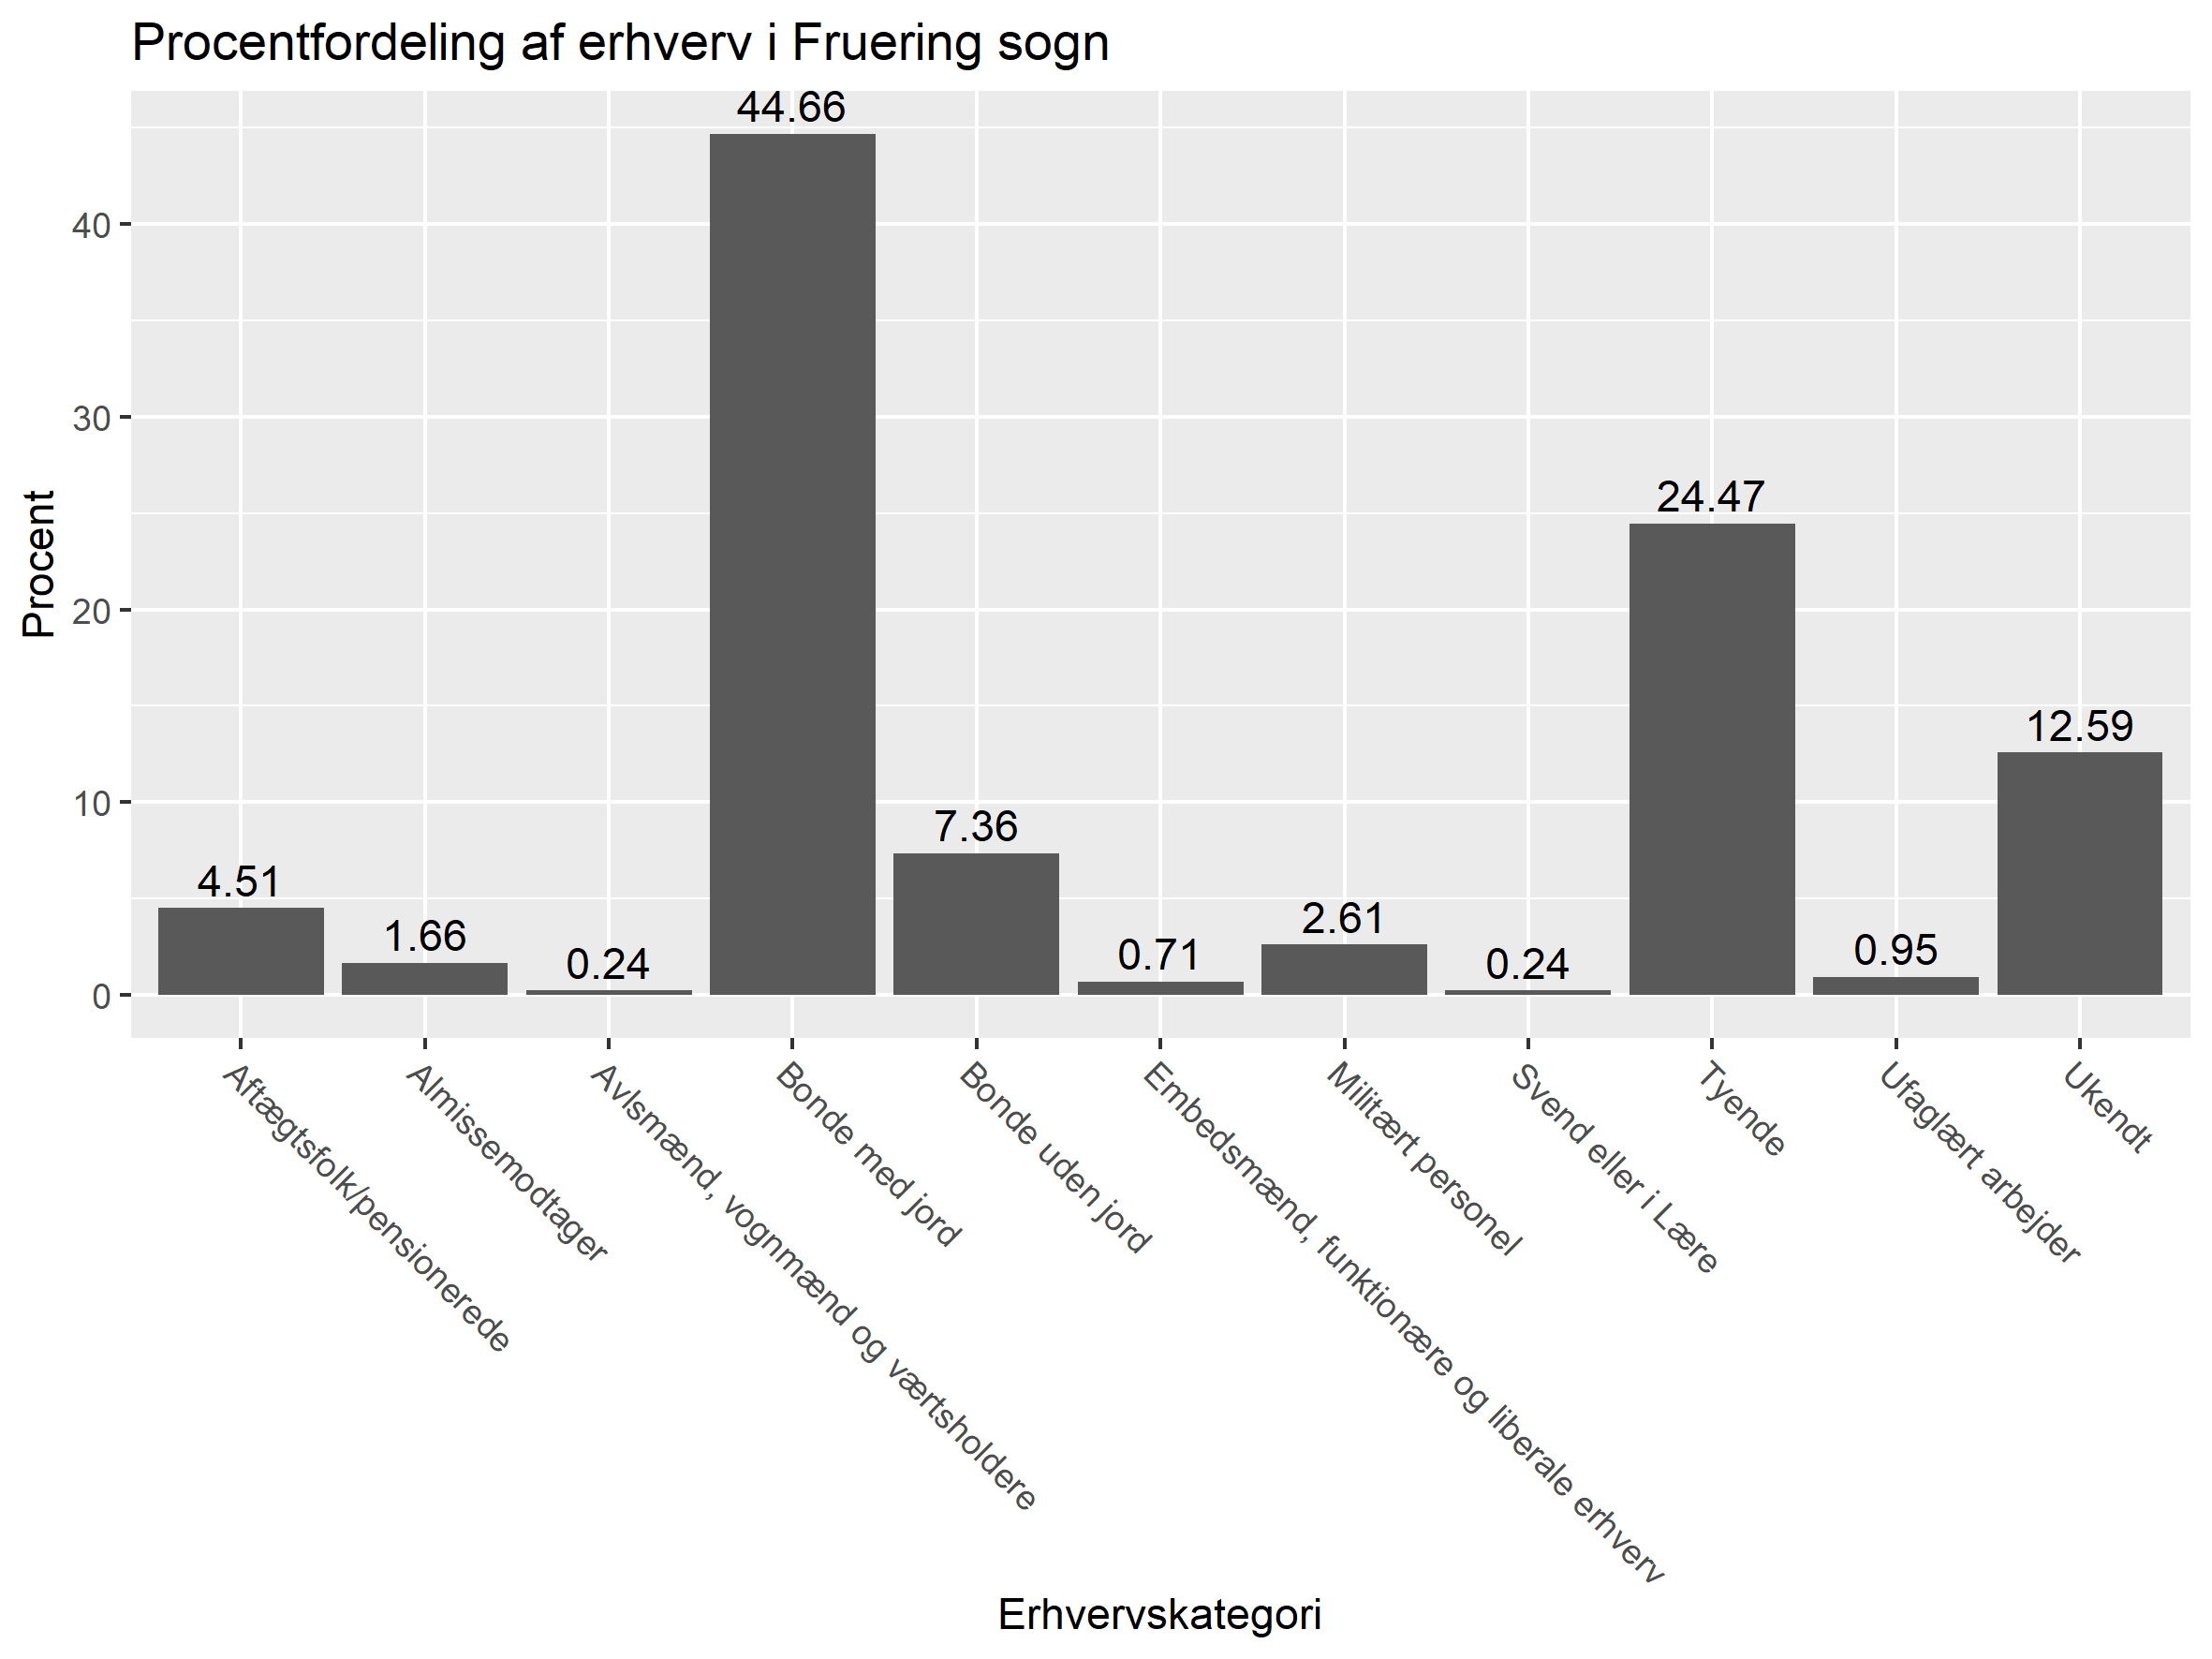 Procentfordeling af erhverv i Fruering sogn
Procent
40
30
20
10
0
4.51
1.66
0.24
44.66
7.36
0.71
2.61
0.24
24.47
0.95
12.59
Aftægtsfolk/pensionerede
Almissemodtager
Avlsmænd, vognmænd og værtsholdere
Bonde med jord
Bonde uden jord
Embedsmænd, funktionære og liberale erhverv
Militært personel
Svend eller i Lære
Tyende
Ufaglært arbejder
Ukendt
Erhvervskategori